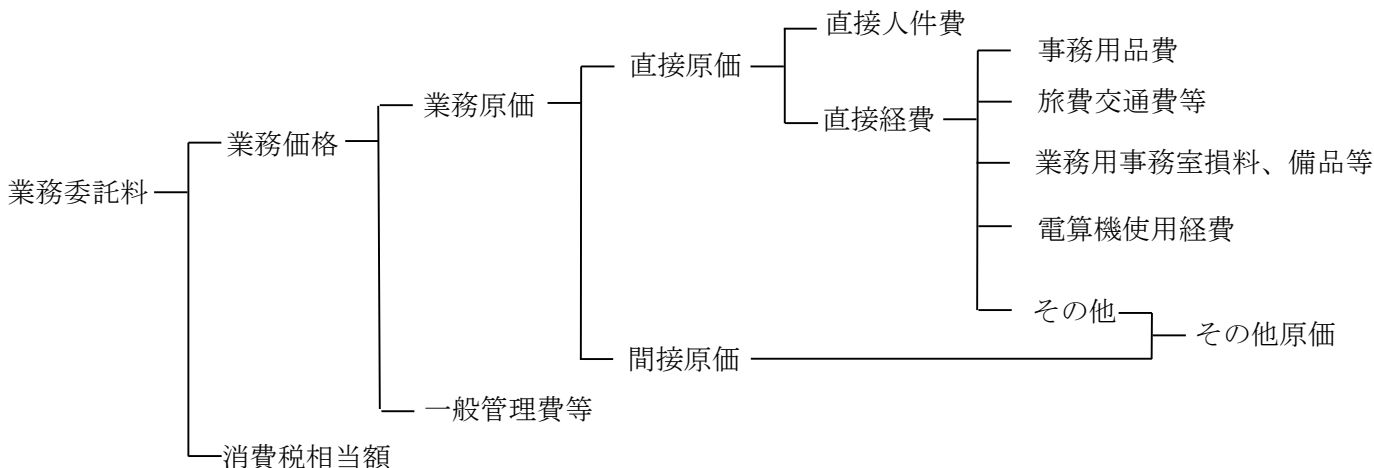 直接人件費
事務用品費
直接原価
旅費交通費等
業務原価
直接経費
業務価格
業務用事務室損料、備品等
業務委託料
電算機使用経費
その他
その他原価
間接原価
一般管理費等
消費税相当額